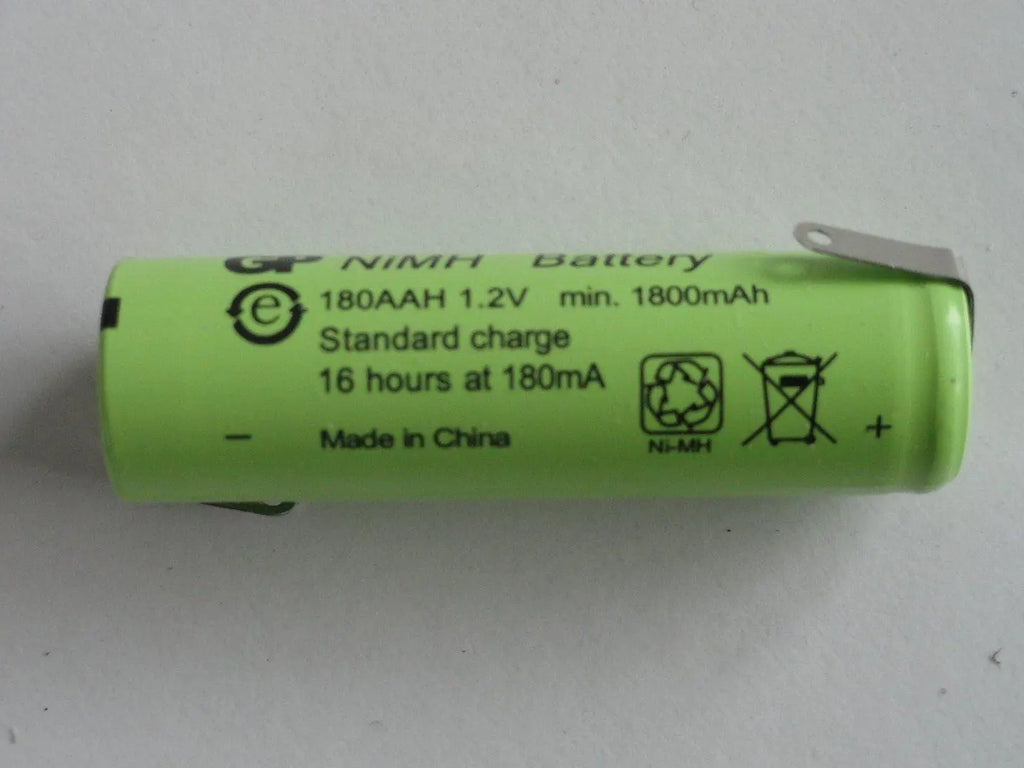 GP NiMH Battery
e
180AAH 1.2V min. 1800mAh
Standard charge
16 hours at 180mA
Ni-MH
− Made in China +